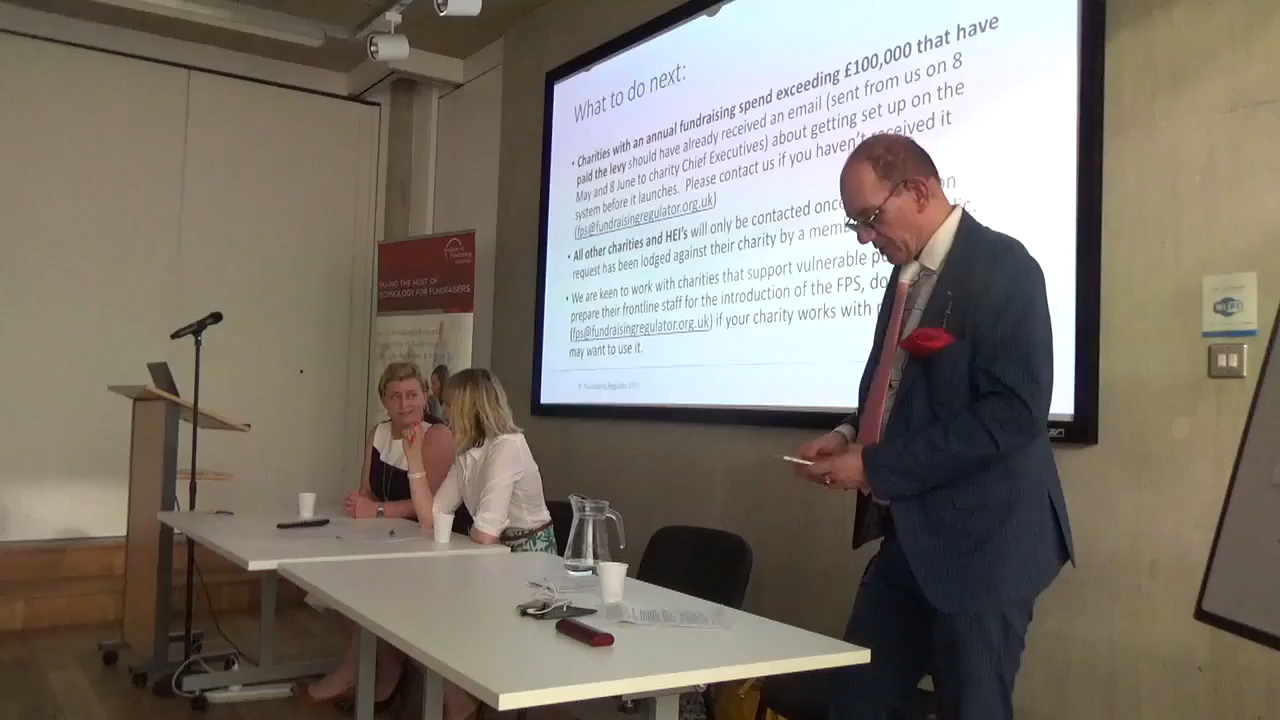 What to do next:
• Charities with an annual fundraising spend exceeding £100,000 that have
paid the levy should have already received an email (sent from us on 8
May and 8 June to charity Chief Executives) about getting set up on the
system before it launches. Please contact us if you haven't received it
(fps@fundraisingregulator.org.uk)
• All other charities and HEI's will only be contacted once
request has been lodged against their charity by a
• We are keen to work with charities that support vulnerable
prepare their frontline staff for the introduction of the FPS,
(fps@fundraisingregulator.org.uk) if your charity works with
may want to use it.
MAKING THE MOST OF
TECHNOLOGY FOR FUNDRAISERS
WiFi